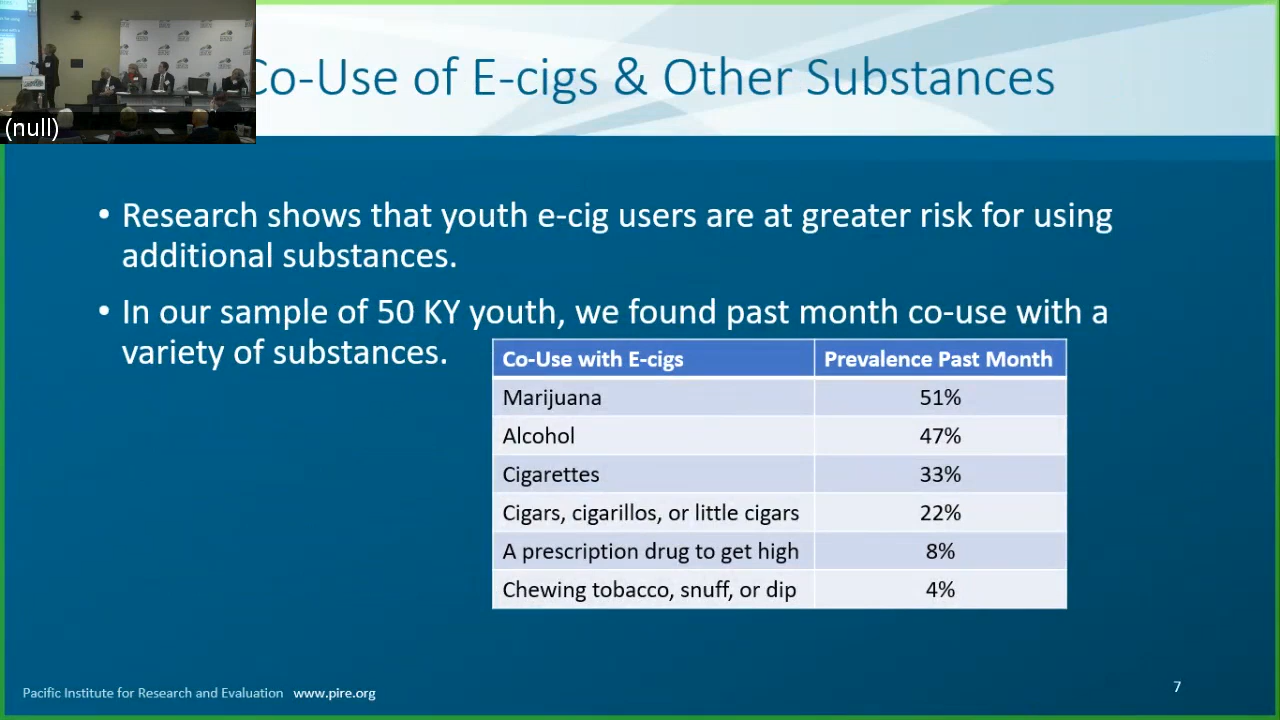 Co-Use of E-cigs & Other Substances
(null)
• Research shows that youth e-cig users are at greater risk for using
additional substances.
• In our sample of 50 KY youth, we found past month co-use with a
variety of substances.
Co-Use with E-cigs Prevalence Past Month
Marijuana 51%
Alcohol 47%
Cigarettes 33%
Cigars, cigarillos, or little cigars 22%
A prescription drug to get high 8%
Chewing tobacco, snuff, or dip 4%
Pacific Institute for Research and Evaluation www.pire.org
7